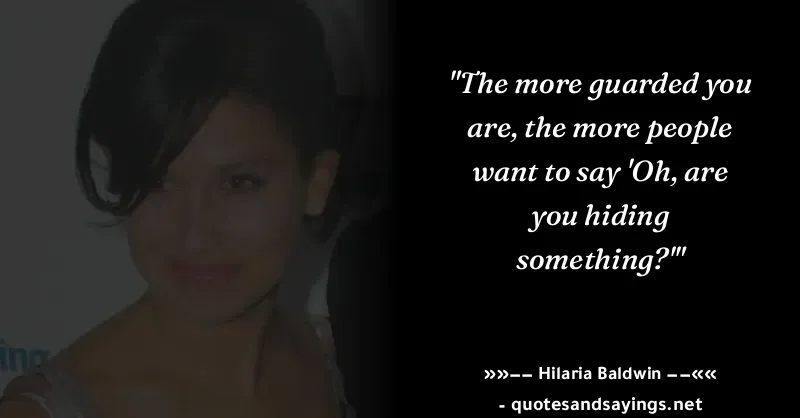 "The more guarded you
are, the more people
want to say 'Oh, are
you hiding
something?'"
»»–– Hilaria Baldwin ––««
- quotesandsayings.net
ing